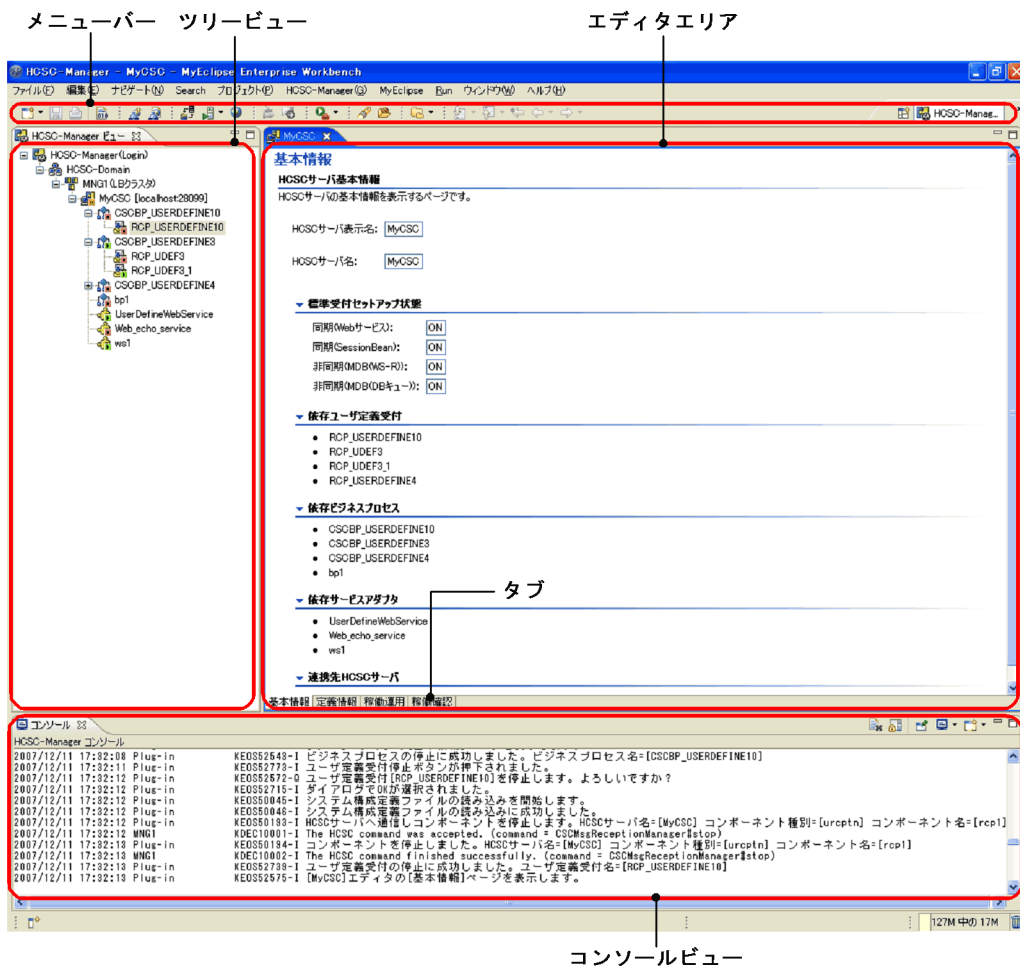 メニューバー ツリービュー エディタエリア
HCSC-Manager - MyCSC - MyEclipse Enterprise Workbench
ファイル(F) 編集(E) ナビゲート(N) Search プロジェクト(P) HCSC-Manager(G) MyEclipse Run ウィンドウ(W) ヘルプ(H)
HCSC-Manag...
HCSC-Manager ビュー
HCSC-Manager(Login)
HCSC-Domain
MNG1(LBクラスタ)
MyCSC [localhost:28099]
CSCBP_USERDEFINE10
RCP_USERDEFINE10
CSCBP_USERDEFINE3
RCP_UDEF3
RCP_UDEF3_1
CSCBP_USERDEFINE4
bp1
UserDefineWebService
Web_echo_service
ws1
MyCSC
基本情報
HCSCサーバ基本情報
HCSCサーバの基本情報を表示するページです。
HCSCサーバ表示名: MyCSC
HCSCサーバ名: MyCSC
標準受付セットアップ状態
同期(Webサービス): ON
同期(SessionBean): ON
非同期(MDB(WS-R)): ON
非同期(MDB(DBキュー)): ON
依存ユーザ定義受付
RCP_USERDEFINE10
RCP_UDEF3
RCP_UDEF3_1
RCP_USERDEFINE4
依存ビジネスプロセス
CSCBP_USERDEFINE10
CSCBP_USERDEFINE3
CSCBP_USERDEFINE4
bp1
タブ
依存サービスアダプタ
UserDefineWebService
Web_echo_service
ws1
連携先HCSCサーバ
基本情報 定義情報 稼働運用 稼働確認
コンソール
HCSC-Manager コンソール
2007/12/11 17:32:08 Plug-in KEOS52543-I ビジネスプロセスの停止に成功しました。ビジネスプロセス名=[CSCBP_USERDEFINE10]
2007/12/11 17:32:11 Plug-in KEOS52773-I ユーザ定義受付停止ボタンが押下されました。
2007/12/11 17:32:12 Plug-in KEOS52572-Q ユーザ定義受付[RCP_USERDEFINE10]を停止します。よろしいですか？
2007/12/11 17:32:12 Plug-in KEOS52715-I ダイアログでOKが選択されました。
2007/12/11 17:32:12 Plug-in KEOS50045-I システム構成定義ファイルの読み込みを開始します。
2007/12/11 17:32:12 Plug-in KEOS50046-I システム構成定義ファイルの読み込みに成功しました。
2007/12/11 17:32:12 Plug-in KEOS50193-I HCSCサーバへ通信しコンポーネントを停止します。HCSCサーバ名=[MyCSC] コンポーネント種別=[urcptn] コンポーネント名=[rcp1]
2007/12/11 17:32:12 MNG1 KDEC10001-I The HCSC command was accepted. (command = CSCMsgReceptionManager#stop)
2007/12/11 17:32:13 Plug-in KEOS50194-I コンポーネントを停止しました。HCSCサーバ名=[MyCSC] コンポーネント種別=[urcptn] コンポーネント名=[rcp1]
2007/12/11 17:32:13 MNG1 KDEC10002-I The HCSC command finished successfully. (command = CSCMsgReceptionManager#stop)
2007/12/11 17:32:13 Plug-in KEOS52739-I ユーザ定義受付の停止に成功しました。ユーザ定義受付名=[RCP_USERDEFINE10]
2007/12/11 17:32:13 Plug-in KEOS52575-I [MyCSC]エディタの[基本情報]ページを表示します。
127M 中の 17M
コンソールビュー